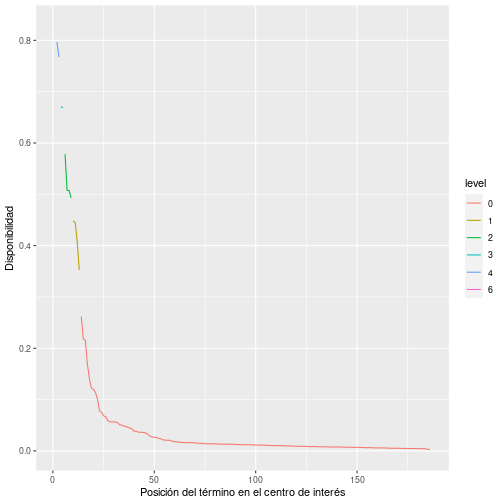 0.8
0.6
0.4
0.2
0.0
0 50 100 150
Disponibilidad
Posición del término en el centro de interés
level
0
1
2
3
4
6